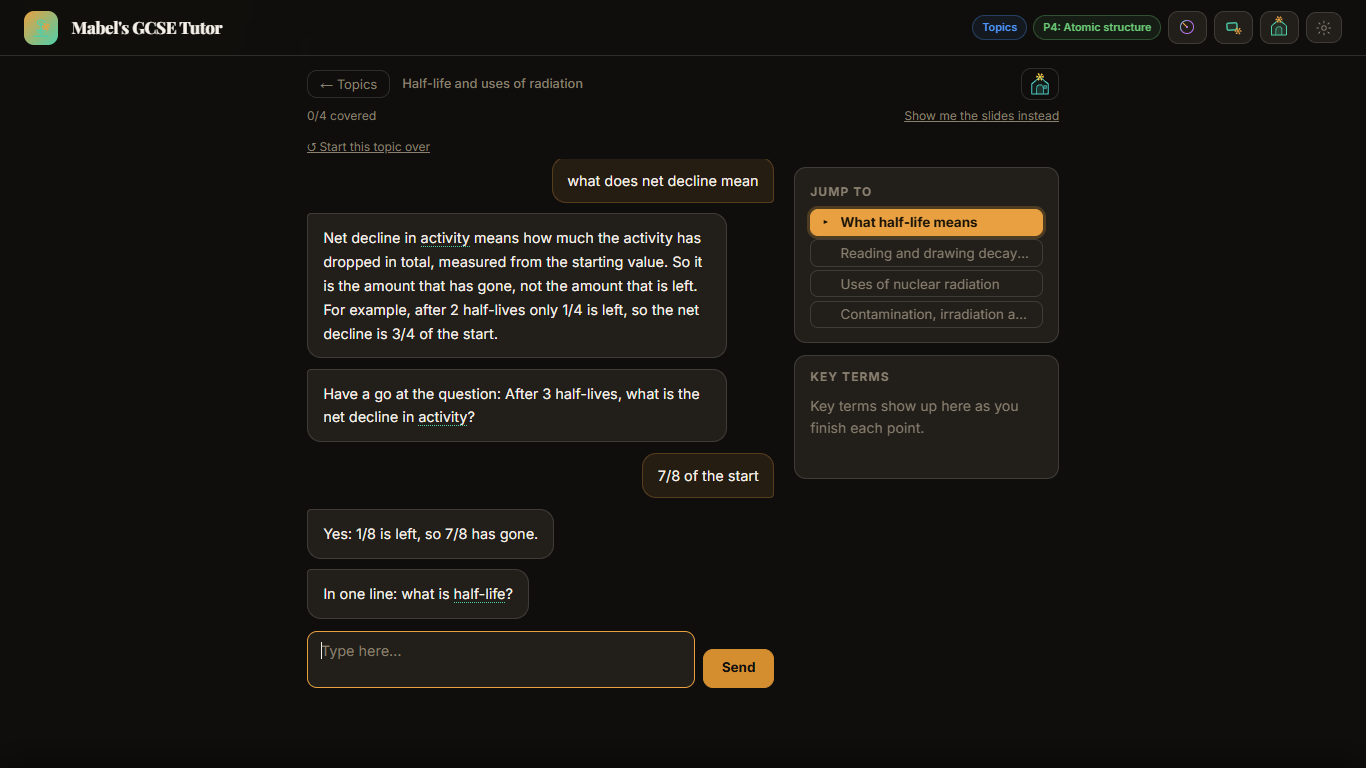 Mabel's GCSE Tutor
Topics
P4: Atomic structure
← Topics
Half-life and uses of radiation
0/4 covered
Show me the slides instead
↺ Start this topic over
what does net decline mean
Net decline in activity means how much the activity has
dropped in total, measured from the starting value. So it
is the amount that has gone, not the amount that is left.
For example, after 2 half-lives only 1/4 is left, so the net
decline is 3/4 of the start.
Have a go at the question: After 3 half-lives, what is the
net decline in activity?
7/8 of the start
Yes: 1/8 is left, so 7/8 has gone.
In one line: what is half-life?
Type here...
Send
JUMP TO
What half-life means
Reading and drawing decay...
Uses of nuclear radiation
Contamination, irradiation a...
KEY TERMS
Key terms show up here as you
finish each point.